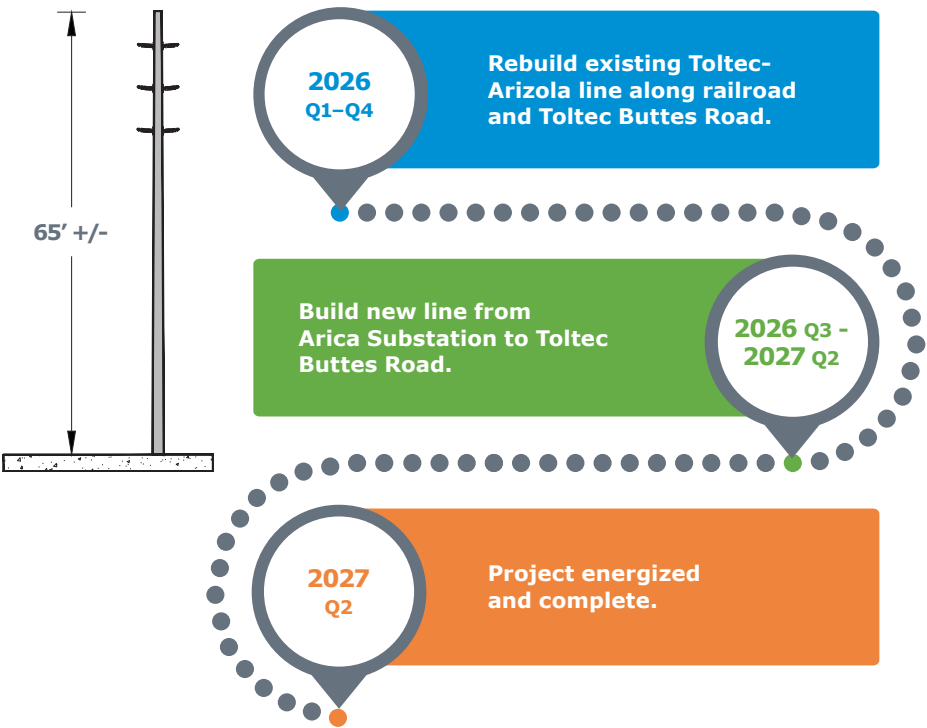 65’ +/-
2026
Q1–Q4
Rebuild existing Toltec-
Arizola line along railroad
and Toltec Buttes Road.
Build new line from
Arica Substation to Toltec
Buttes Road.
2026 Q3 -
2027 Q2
2027
Q2
Project energized
and complete.